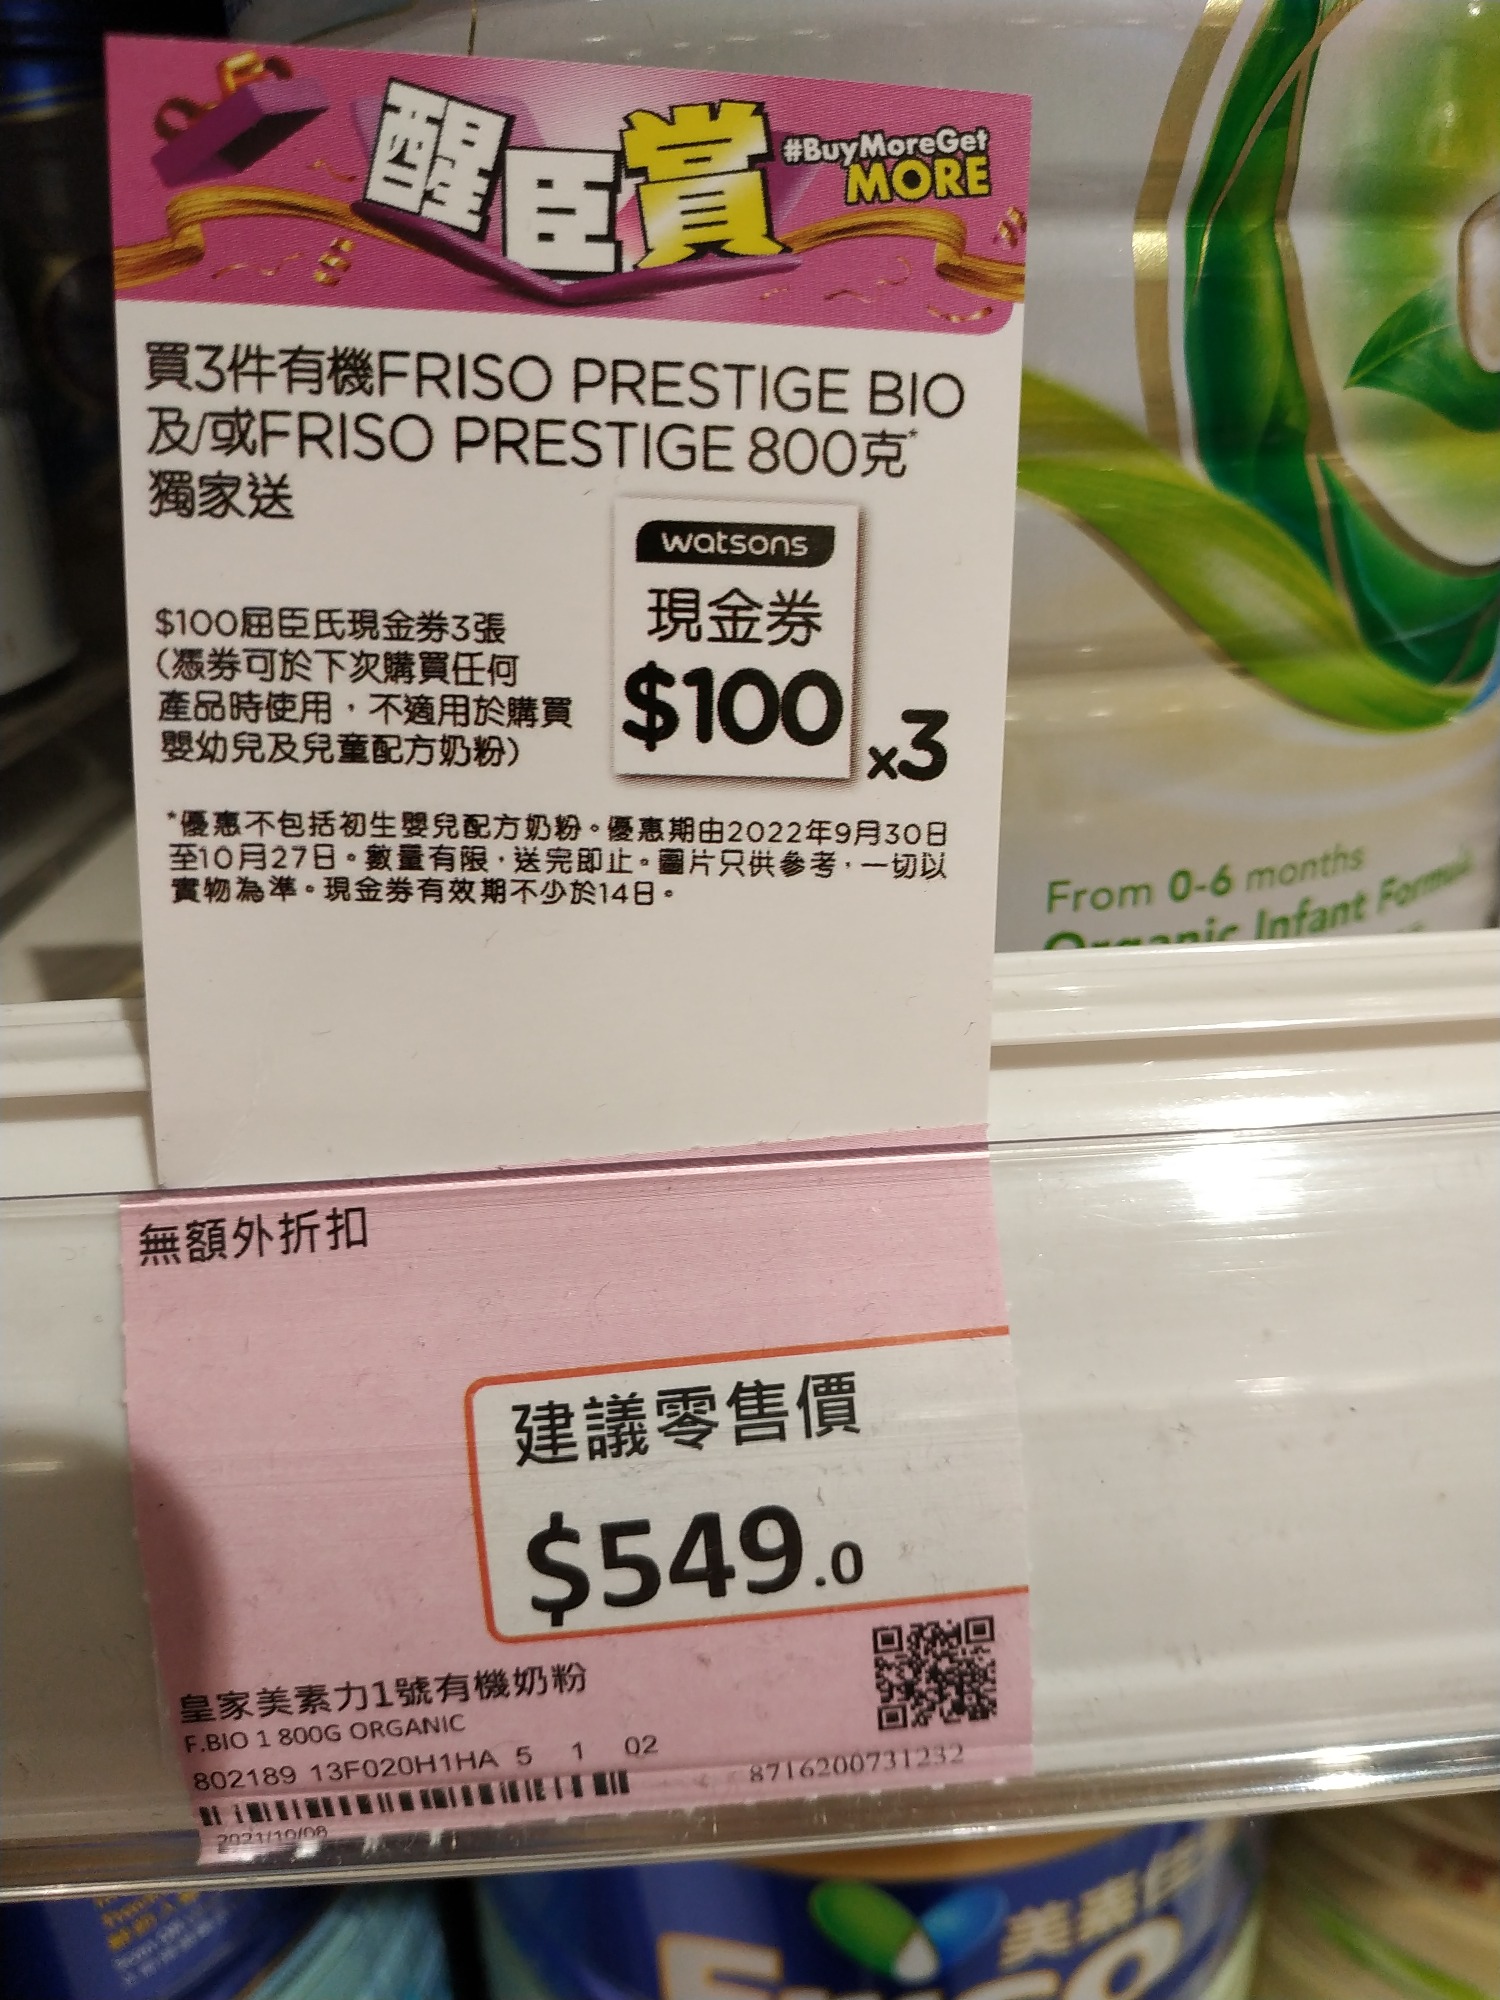 醒臣賞
#BuyMoreGet
MORE
買3件有機FRISO PRESTIGE BIO
及/或FRISO PRESTIGE 800克*
獨家送
$100屈臣氏現金券3張
(憑券可於下次購買任何
產品時使用，不適用於購買
嬰幼兒及兒童配方奶粉)
watsons
現金券
$100
x3
*優惠不包括初生嬰兒配方奶粉。優惠期由2022年9月30日
至10月27日。數量有限，送完即止。圖片只供參考，一切以
實物為準。現金券有效期不少於14日。
From 0-6 months
Organic Infant Formula
無額外折扣
建議零售價
$549.0
皇家美素力1號有機奶粉
F.BIO 1 800G ORGANIC
802189 13F020H1HA 5 1 02
8716200731232
2021/10/08
美素佳